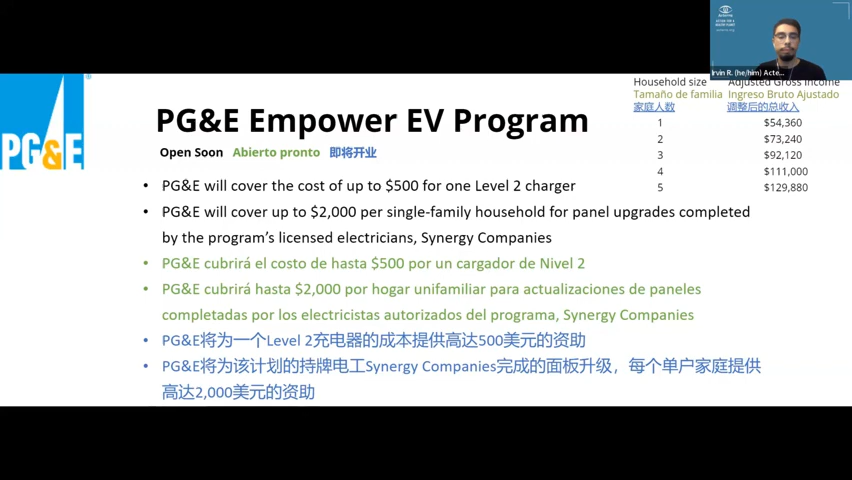 Acterra
Irvin R. (he/him) Acte...
PG&E
®
PG&E Empower EV Program
Open Soon Abierto pronto 即将开业
Household size Adjusted Gross Income
Tamaño de familia Ingreso Bruto Ajustado
家庭人数 调整后的总收入
1 $54,360
2 $73,240
3 $92,120
4 $111,000
5 $129,880
• PG&E will cover the cost of up to $500 for one Level 2 charger
• PG&E will cover up to $2,000 per single-family household for panel upgrades completed
by the program's licensed electricians, Synergy Companies
• PG&E cubrirá el costo de hasta $500 por un cargador de Nivel 2
• PG&E cubrirá hasta $2,000 por hogar unifamiliar para actualizaciones de paneles
completadas por los electricistas autorizados del programa, Synergy Companies
• PG&E将为一个Level 2充电器的成本提供高达500美元的资助
• PG&E将为该计划的持牌电工Synergy Companies完成的面板升级，每个单户家庭提供
高达2,000美元的资助